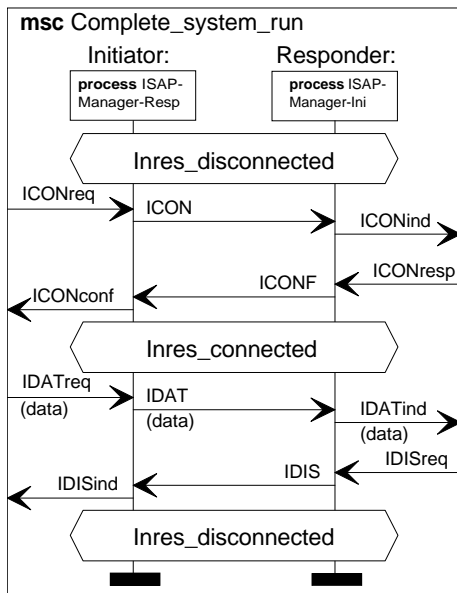 msc Complete_system_run
Initiator: Responder:
process ISAP-
Manager-Resp
process ISAP-
Manager-Ini
Inres_disconnected
ICONreq
ICON
ICONind
ICONresp
ICONF
ICONconf
Inres_connected
IDATreq
(data)
IDAT
(data)
IDATind
(data)
IDISreq
IDIS
IDISind
Inres_disconnected